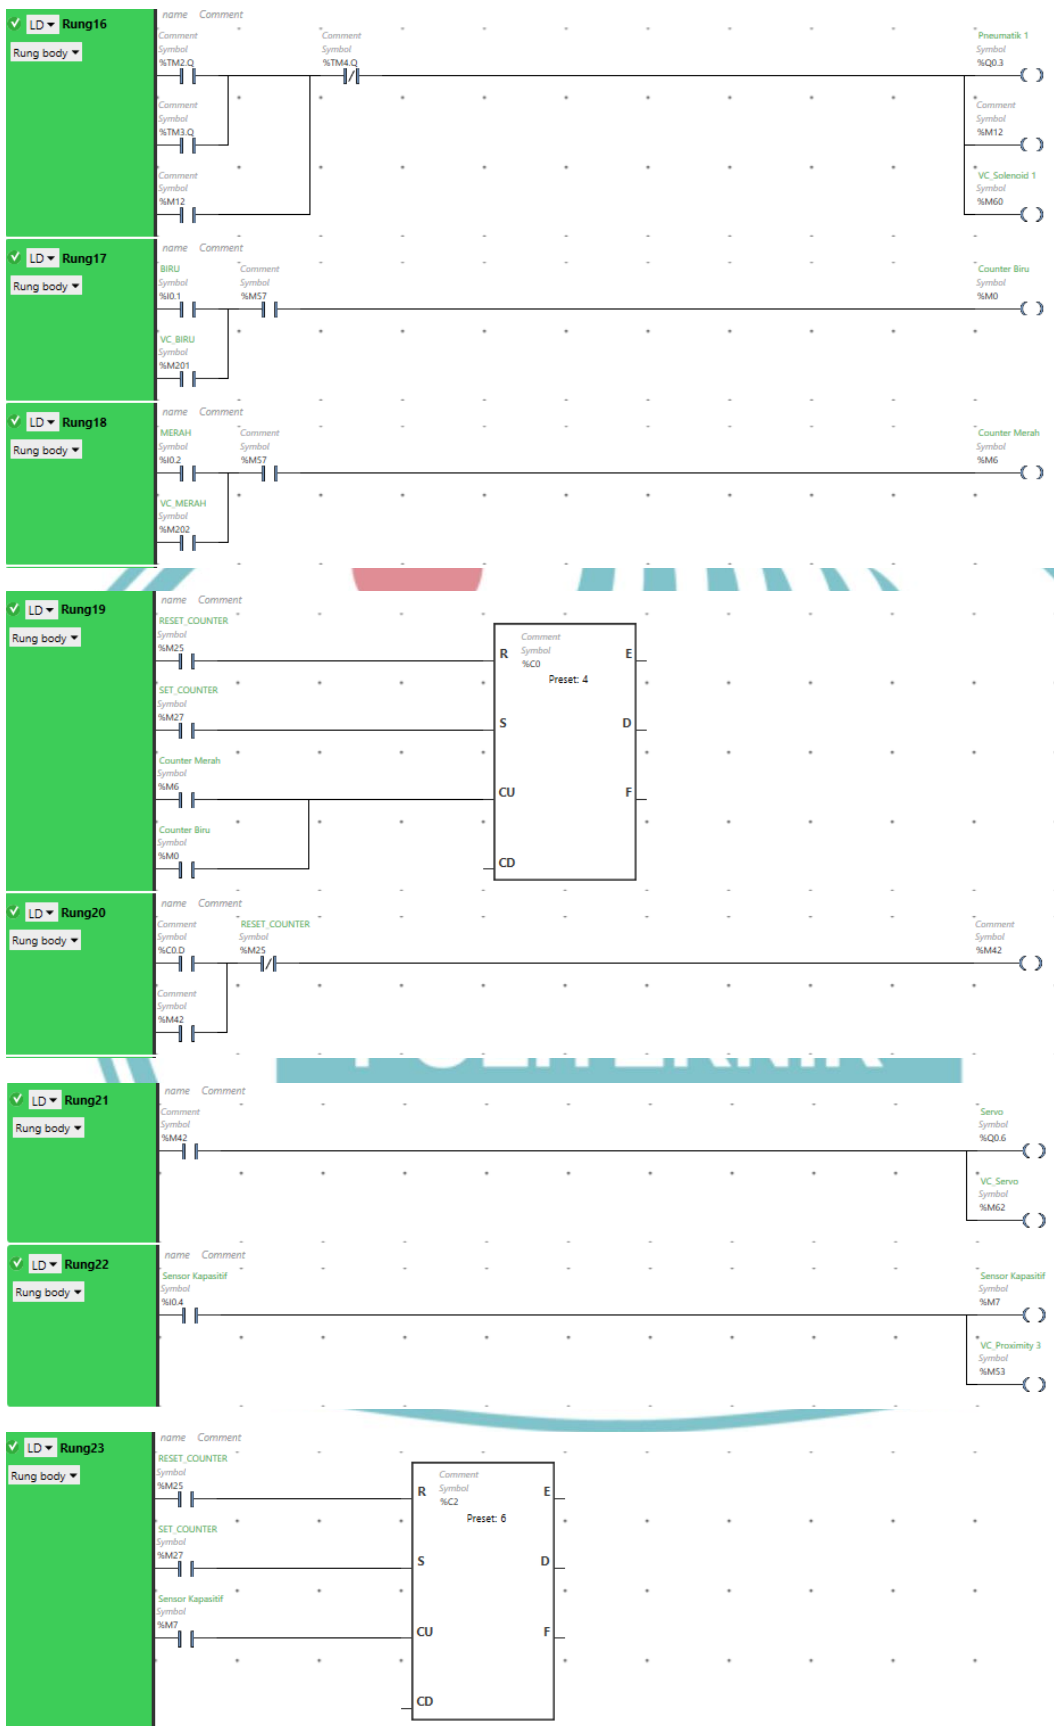 name Comment
LD Rung16
Rung body
Comment Comment Pneumatik 1
Symbol Symbol Symbol
%TM2.Q %TM4.Q %Q0.3
Comment Comment
Symbol Symbol
%TM3.Q %M12
Comment VC_Solenoid 1
Symbol Symbol
%M12 %M60
name Comment
LD Rung17
Rung body
BIRU Comment Counter Biru
Symbol Symbol Symbol
%I0.1 %M57 %M0
VC_BIRU
Symbol
%M201
name Comment
LD Rung18
Rung body
MERAH Comment Counter Merah
Symbol Symbol Symbol
%I0.2 %M57 %M6
VC_MERAH
Symbol
%M202
name Comment
LD Rung19
Rung body
RESET_COUNTER
Symbol
%M25
Comment
R Symbol E
%C0
Preset: 4
SET_COUNTER
Symbol
%M27
S D
Counter Merah
Symbol
%M6
CU F
Counter Biru
Symbol
%M0
CD
name Comment
LD Rung20
Rung body
Comment RESET_COUNTER Comment
Symbol Symbol Symbol
%C0.D %M25 %M42
Comment
Symbol
%M42
POLITEKNIK
name Comment
LD Rung21
Rung body
Comment Servo
Symbol Symbol
%M42 %Q0.6
VC_Servo
Symbol
%M62
name Comment
LD Rung22
Rung body
Sensor Kapasitif Sensor Kapasitif
Symbol Symbol
%I0.4 %M7
VC_Proximity 3
Symbol
%M53
name Comment
LD Rung23
Rung body
RESET_COUNTER
Symbol
%M25
Comment
R Symbol E
%C2
Preset: 6
SET_COUNTER
Symbol
%M27
S D
Sensor Kapasitif
Symbol
%M7
CU F
CD